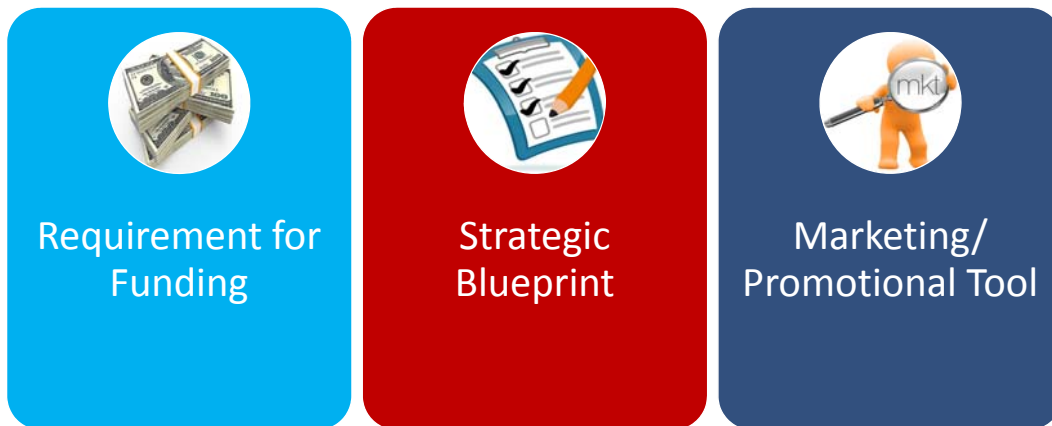 Requirement for
Funding
Strategic
Blueprint
mkt
Marketing/
Promotional Tool